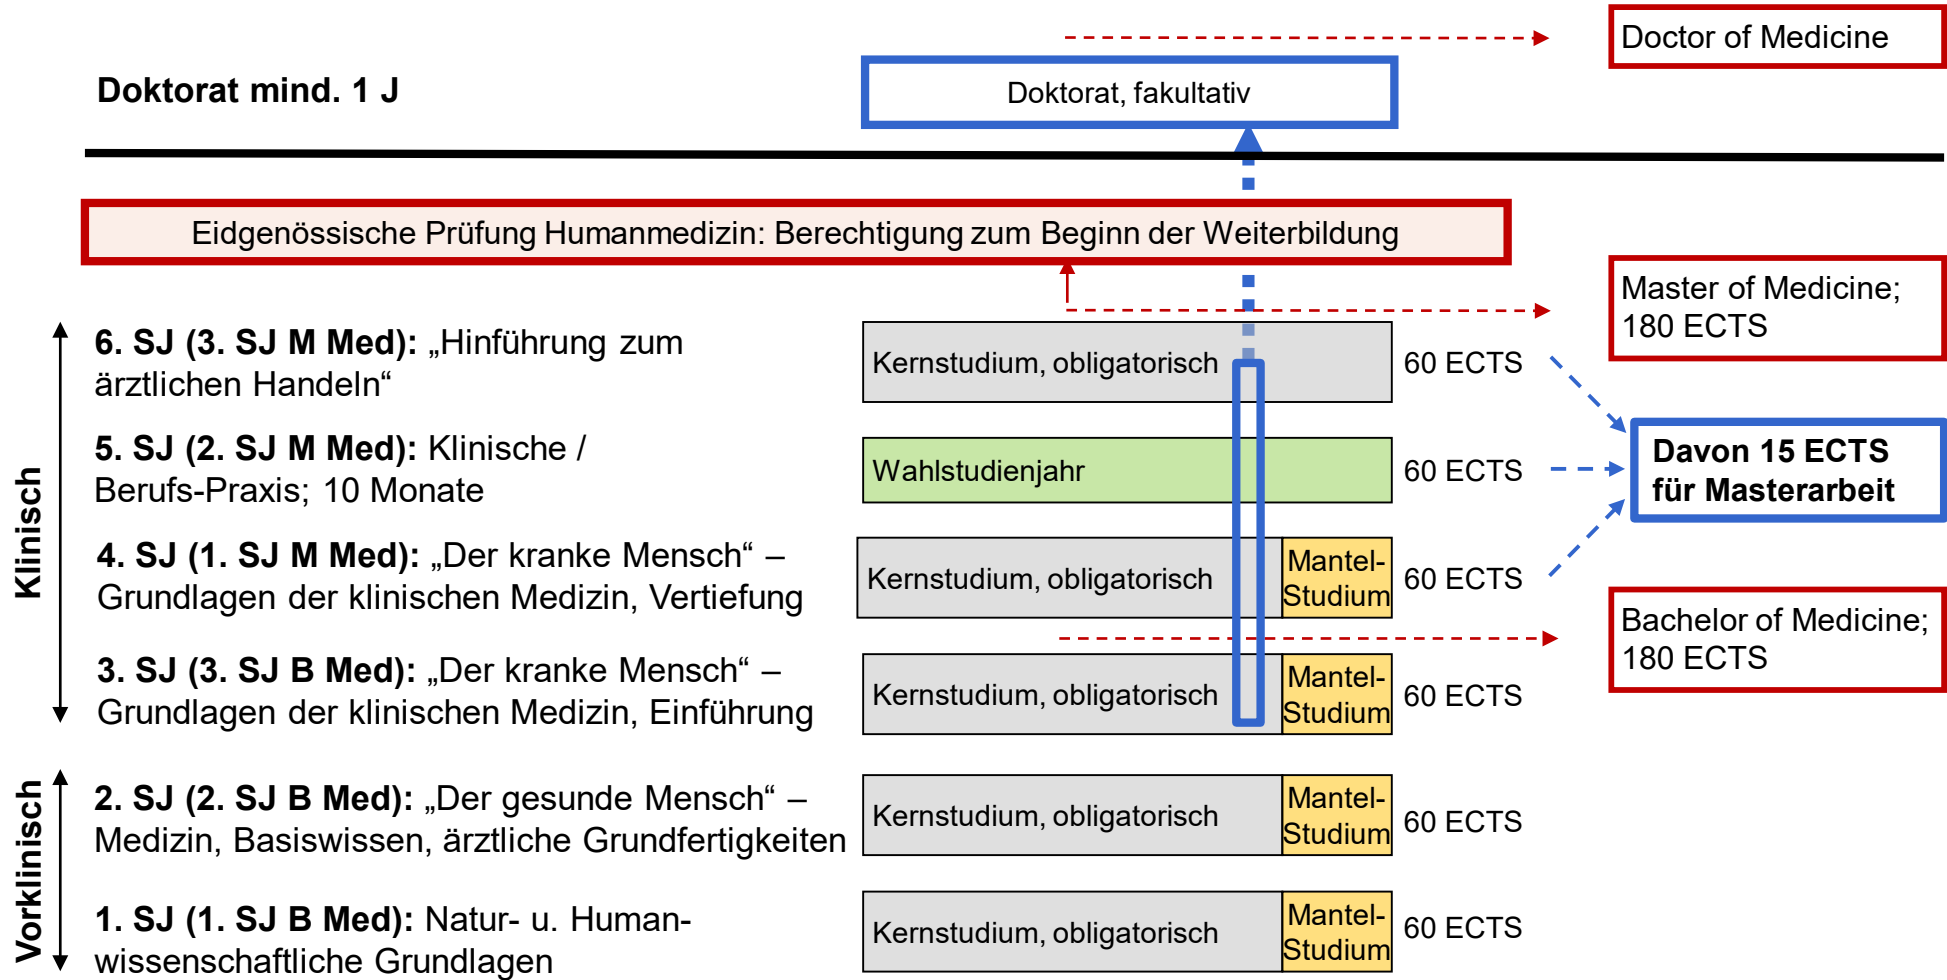 Doctor of Medicine
Doktorat mind. 1 J
Doktorat, fakultativ
Eidgenössische Prüfung Humanmedizin: Berechtigung zum Beginn der Weiterbildung
Master of Medicine;
180 ECTS
Klinisch
6. SJ (3. SJ M Med): „Hinführung zum
ärztlichen Handeln“
Kernstudium, obligatorisch
60 ECTS
5. SJ (2. SJ M Med): Klinische /
Berufs-Praxis; 10 Monate
Wahlstudienjahr
60 ECTS
Davon 15 ECTS
für Masterarbeit
4. SJ (1. SJ M Med): „Der kranke Mensch“ –
Grundlagen der klinischen Medizin, Vertiefung
Kernstudium, obligatorisch
Mantel-
Studium
60 ECTS
Bachelor of Medicine;
180 ECTS
3. SJ (3. SJ B Med): „Der kranke Mensch“ –
Grundlagen der klinischen Medizin, Einführung
Kernstudium, obligatorisch
Mantel-
Studium
60 ECTS
Vorklinisch
2. SJ (2. SJ B Med): „Der gesunde Mensch“ –
Medizin, Basiswissen, ärztliche Grundfertigkeiten
Kernstudium, obligatorisch
Mantel-
Studium
60 ECTS
1. SJ (1. SJ B Med): Natur- u. Human-
wissenschaftliche Grundlagen
Kernstudium, obligatorisch
Mantel-
Studium
60 ECTS